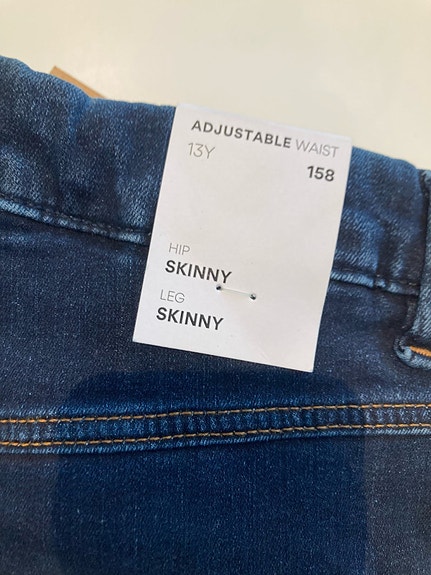 ADJUSTABLE WAIST
13Y
158
HIP
SKINNY
LEG
SKINNY